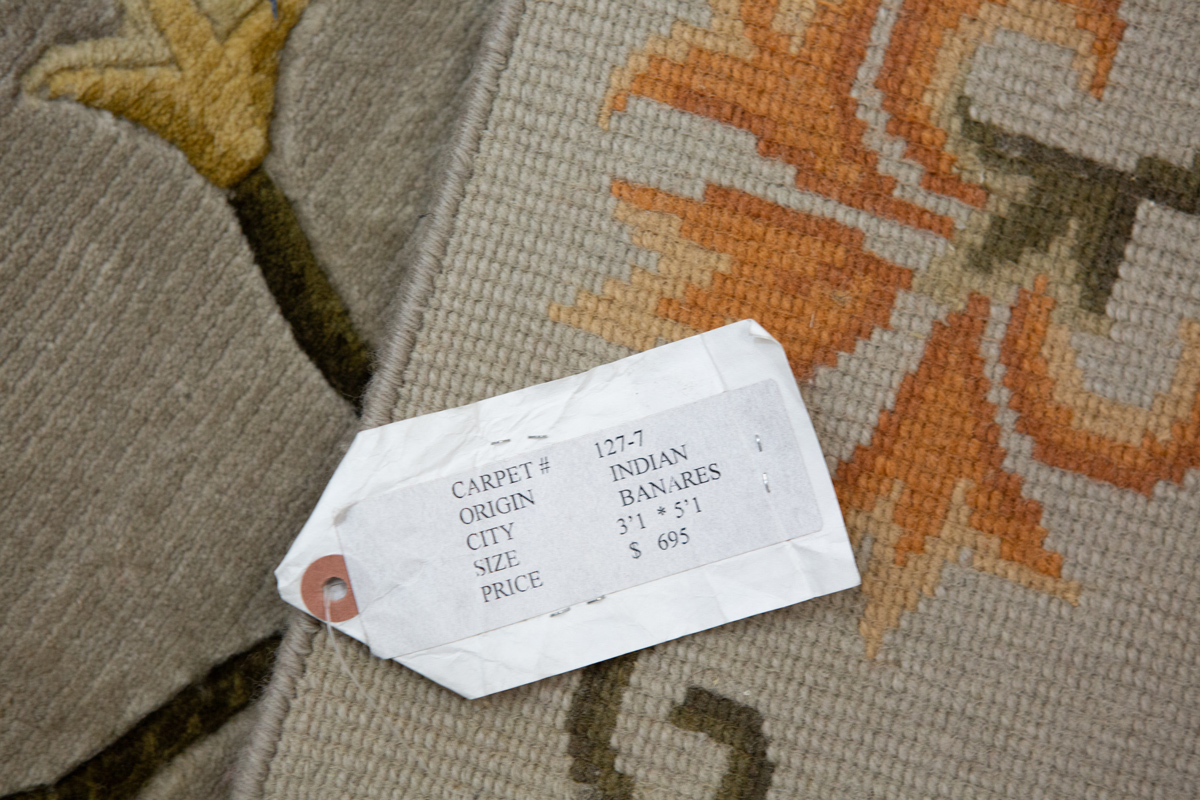 CARPET # 127-7
ORIGIN INDIAN
CITY BANARES
SIZE 3'1 * 5'1
PRICE $ 695